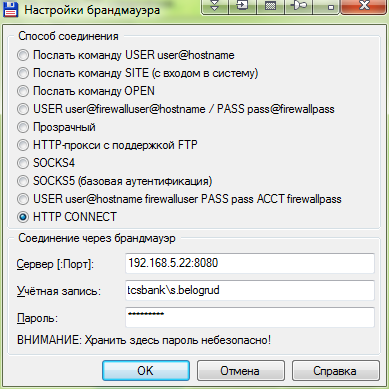 Настройки брандмауэра
Способ соединения
Послать команду USER user@hostname
Послать команду SITE (с входом в систему)
Послать команду OPEN
USER user@firewalluser@hostname / PASS pass@firewallpass
Прозрачный
HTTP-прокси с поддержкой FTP
SOCKS4
SOCKS5 (базовая аутентификация)
USER user@hostname firewalluser PASS pass ACCT firewallpass
HTTP CONNECT
Соединение через брандмауэр
Сервер [:Порт]: 192.168.5.22:8080
Учётная запись: tcsbank\s.belogrud
Пароль: *********
ВНИМАНИЕ: Хранить здесь пароль небезопасно!
OK Отмена Справка